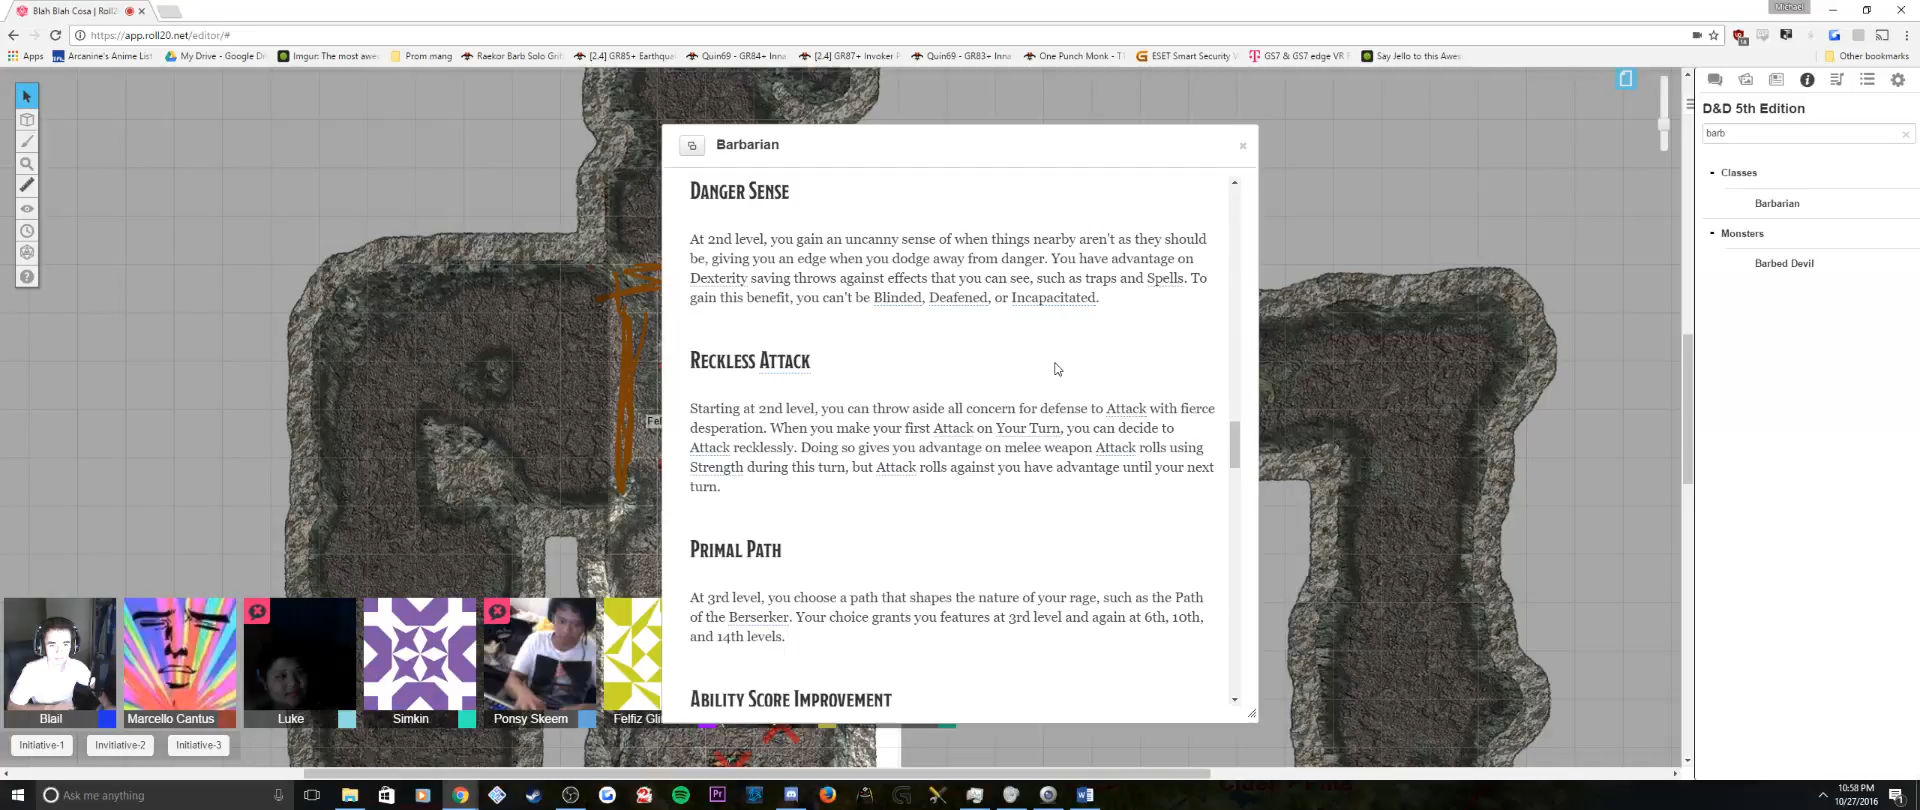 Blah Blah Cosa | Roll2
Michael
https://app.roll20.net/editor/#
Apps
Arcanine's Anime List
My Drive - Google Dr
Imgur: The most awe
Prom mang
Raekor Barb Solo Grif
[2.4] GR85+ Earthqua
Quin69 - GR84+ Inna
[2.4] GR87+ Invoker P
Quin69 - GR83+ Inna
One Punch Monk - T1
ESET Smart Security V
GS7 & GS7 edge VR F
Say Jello to this Awes
Other bookmarks
D&D 5th Edition
barb
Classes
Barbarian
Monsters
Barbed Devil
Barbarian
Danger Sense
At 2nd level, you gain an uncanny sense of when things nearby aren't as they should
be, giving you an edge when you dodge away from danger. You have advantage on
Dexterity saving throws against effects that you can see, such as traps and Spells. To
gain this benefit, you can't be Blinded, Deafened, or Incapacitated.
Reckless Attack
Starting at 2nd level, you can throw aside all concern for defense to Attack with fierce
desperation. When you make your first Attack on Your Turn, you can decide to
Attack recklessly. Doing so gives you advantage on melee weapon Attack rolls using
Strength during this turn, but Attack rolls against you have advantage until your next
turn.
Primal Path
At 3rd level, you choose a path that shapes the nature of your rage, such as the Path
of the Berserker. Your choice grants you features at 3rd level and again at 6th, 10th,
and 14th levels.
Ability Score Improvement
Fel
Blail
Marcello Cantus
Luke
Simkin
Ponsy Skeem
Felfiz Gli
Initiative-1
Invitiative-2
Initiative-3
Ask me anything
10:58 PM
10/27/2016